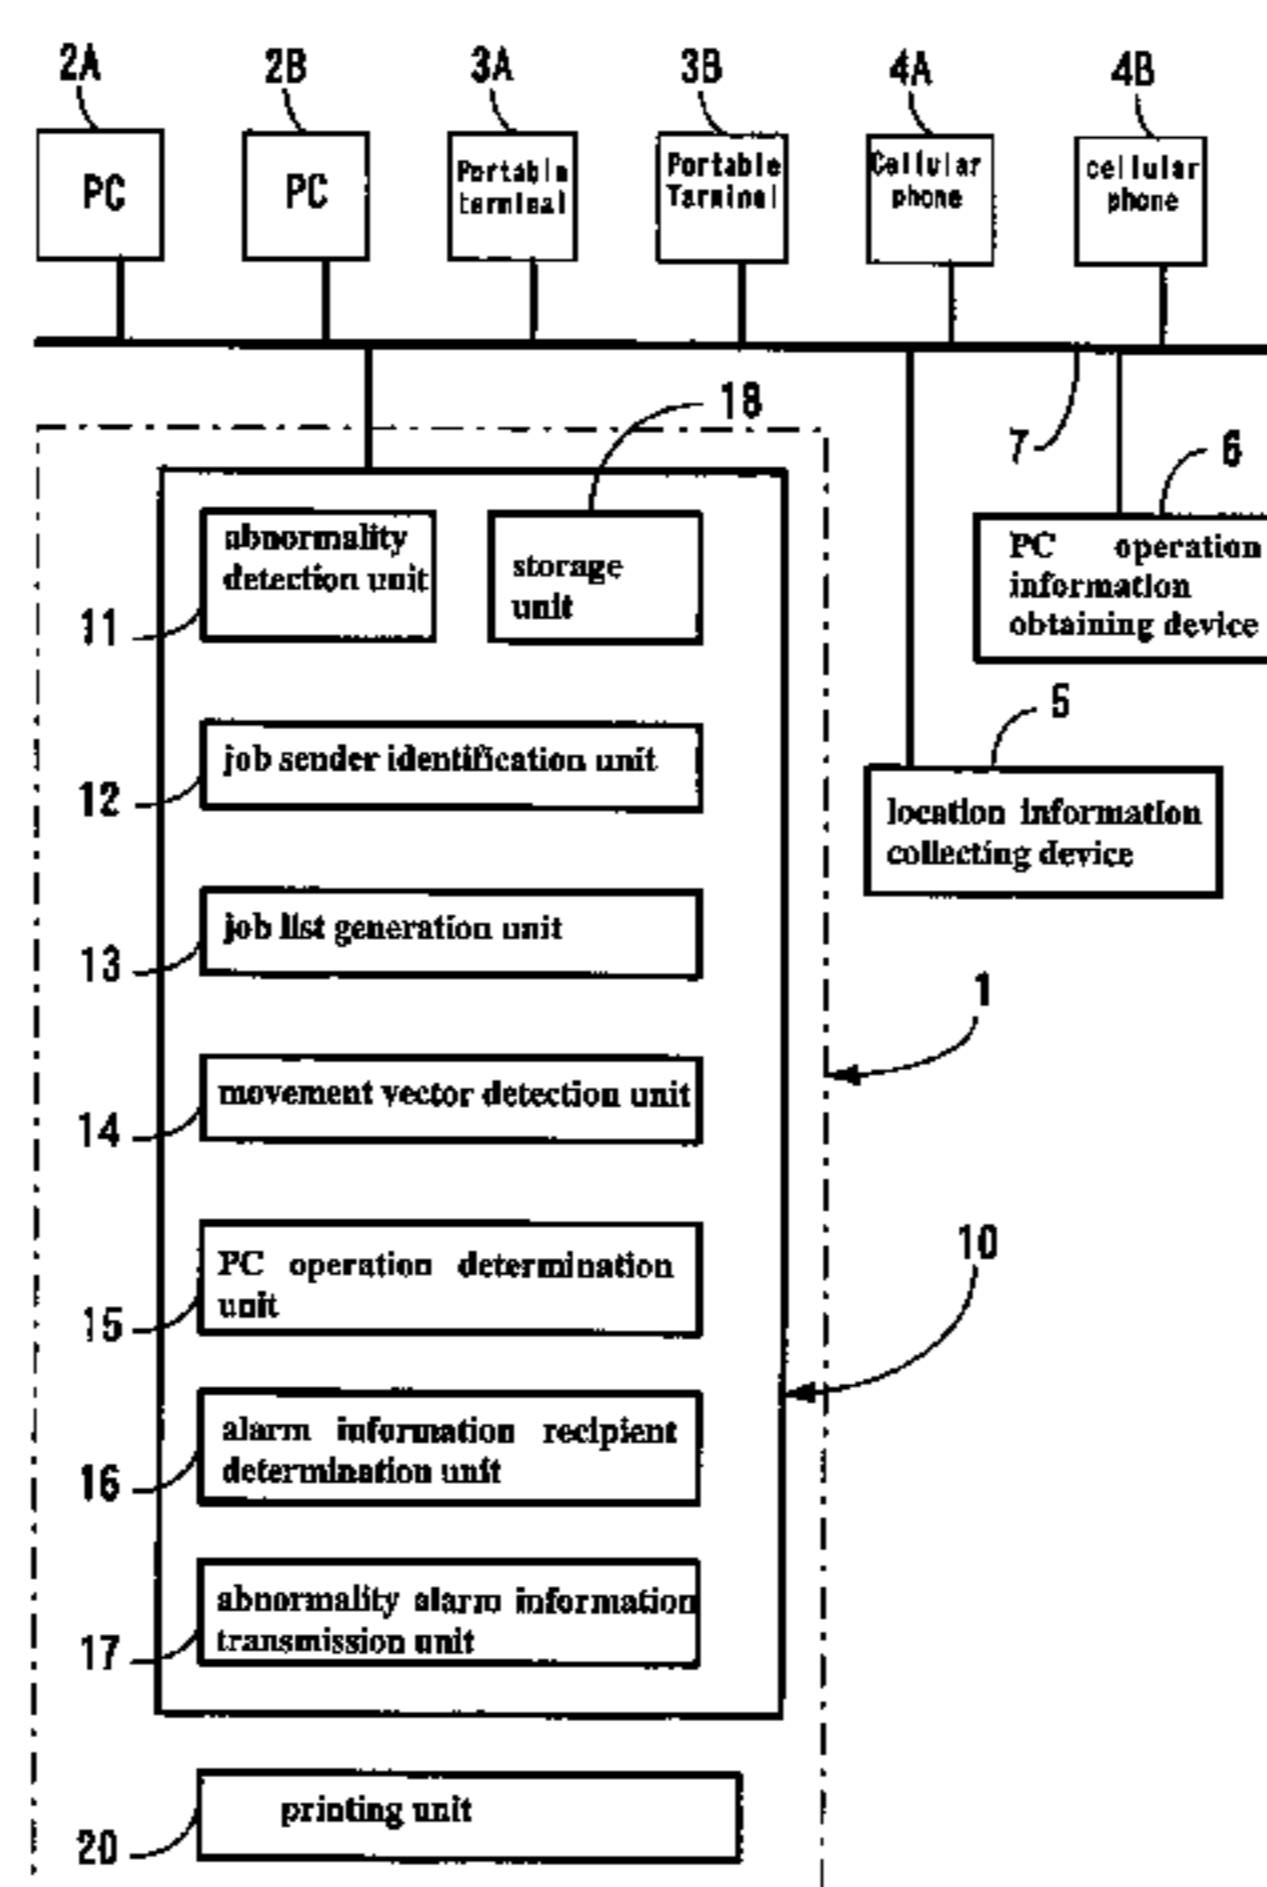 2A 2B 3A 3B 4A 4B
PC
PC
Portable
terminal
Portable
Tarminel
Cellular
phone
cellular
phone
18
7
6
abnormality
detection unit
storage
unit
PC operation
information
obtaining device
11
5
job sender identification unit
12
location information
collecting device
job list generation unit
13
1
movement vector detection unit
14
10
PC operation determination
unit
15
alarm information recipient
determination unit
16
abnormality alarm information
transmission unit
17
printing unit
20